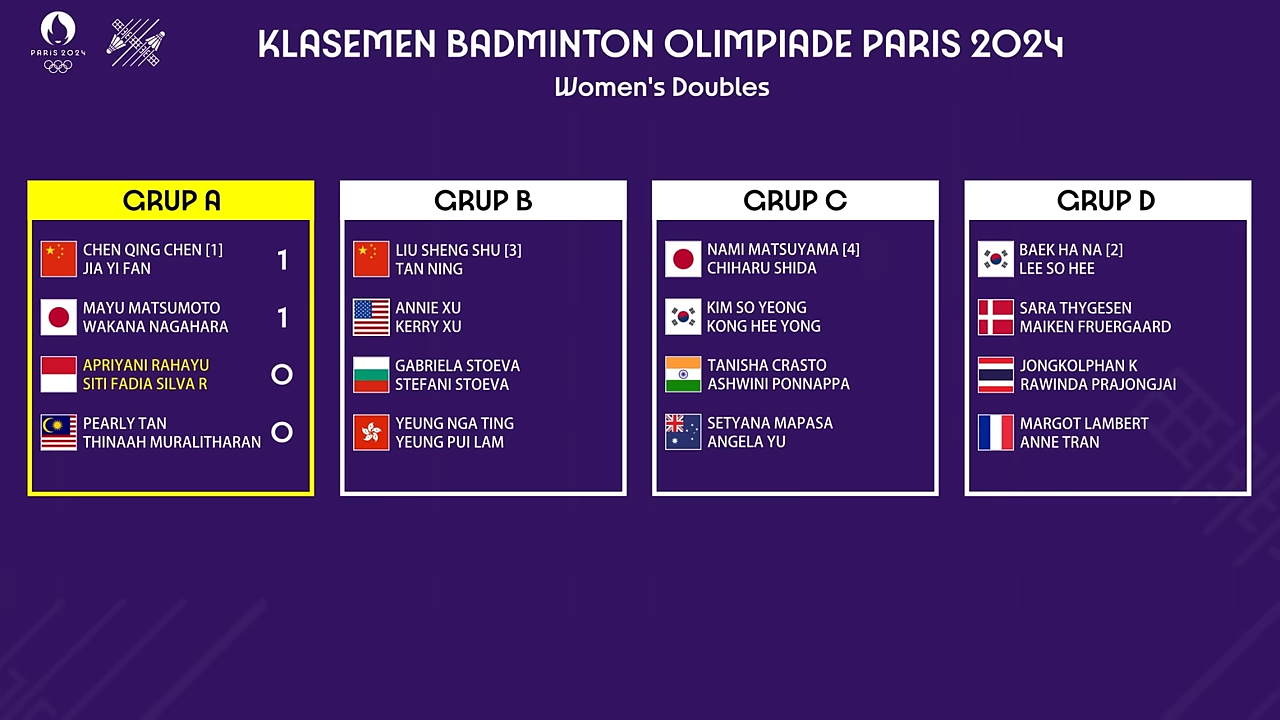 PARIS 2024
KLASEMEN BADMINTON OLIMPIADE PARIS 2024
Women's Doubles
GRUP A
CHEN QING CHEN [1]
JIA YI FAN
1
MAYU MATSUMOTO
WAKANA NAGAHARA
1
APRIYANI RAHAYU
SITI FADIA SILVA R
0
PEARLY TAN
THINAAH MURALITHARAN
0
GRUP B
LIU SHENG SHU [3]
TAN NING
ANNIE XU
KERRY XU
GABRIELA STOEVA
STEFANI STOEVA
YEUNG NGA TING
YEUNG PUI LAM
GRUP C
NAMI MATSUYAMA [4]
CHIHARU SHIDA
KIM SO YEONG
KONG HEE YONG
TANISHA CRASTO
ASHWINI PONNAPPA
SETYANA MAPASA
ANGELA YU
GRUP D
BAEK HA NA [2]
LEE SO HEE
SARA THYGESEN
MAIKEN FRUERGAARD
JONGKOLPHAN K
RAWINDA PRAJONGJAI
MARGOT LAMBERT
ANNE TRAN